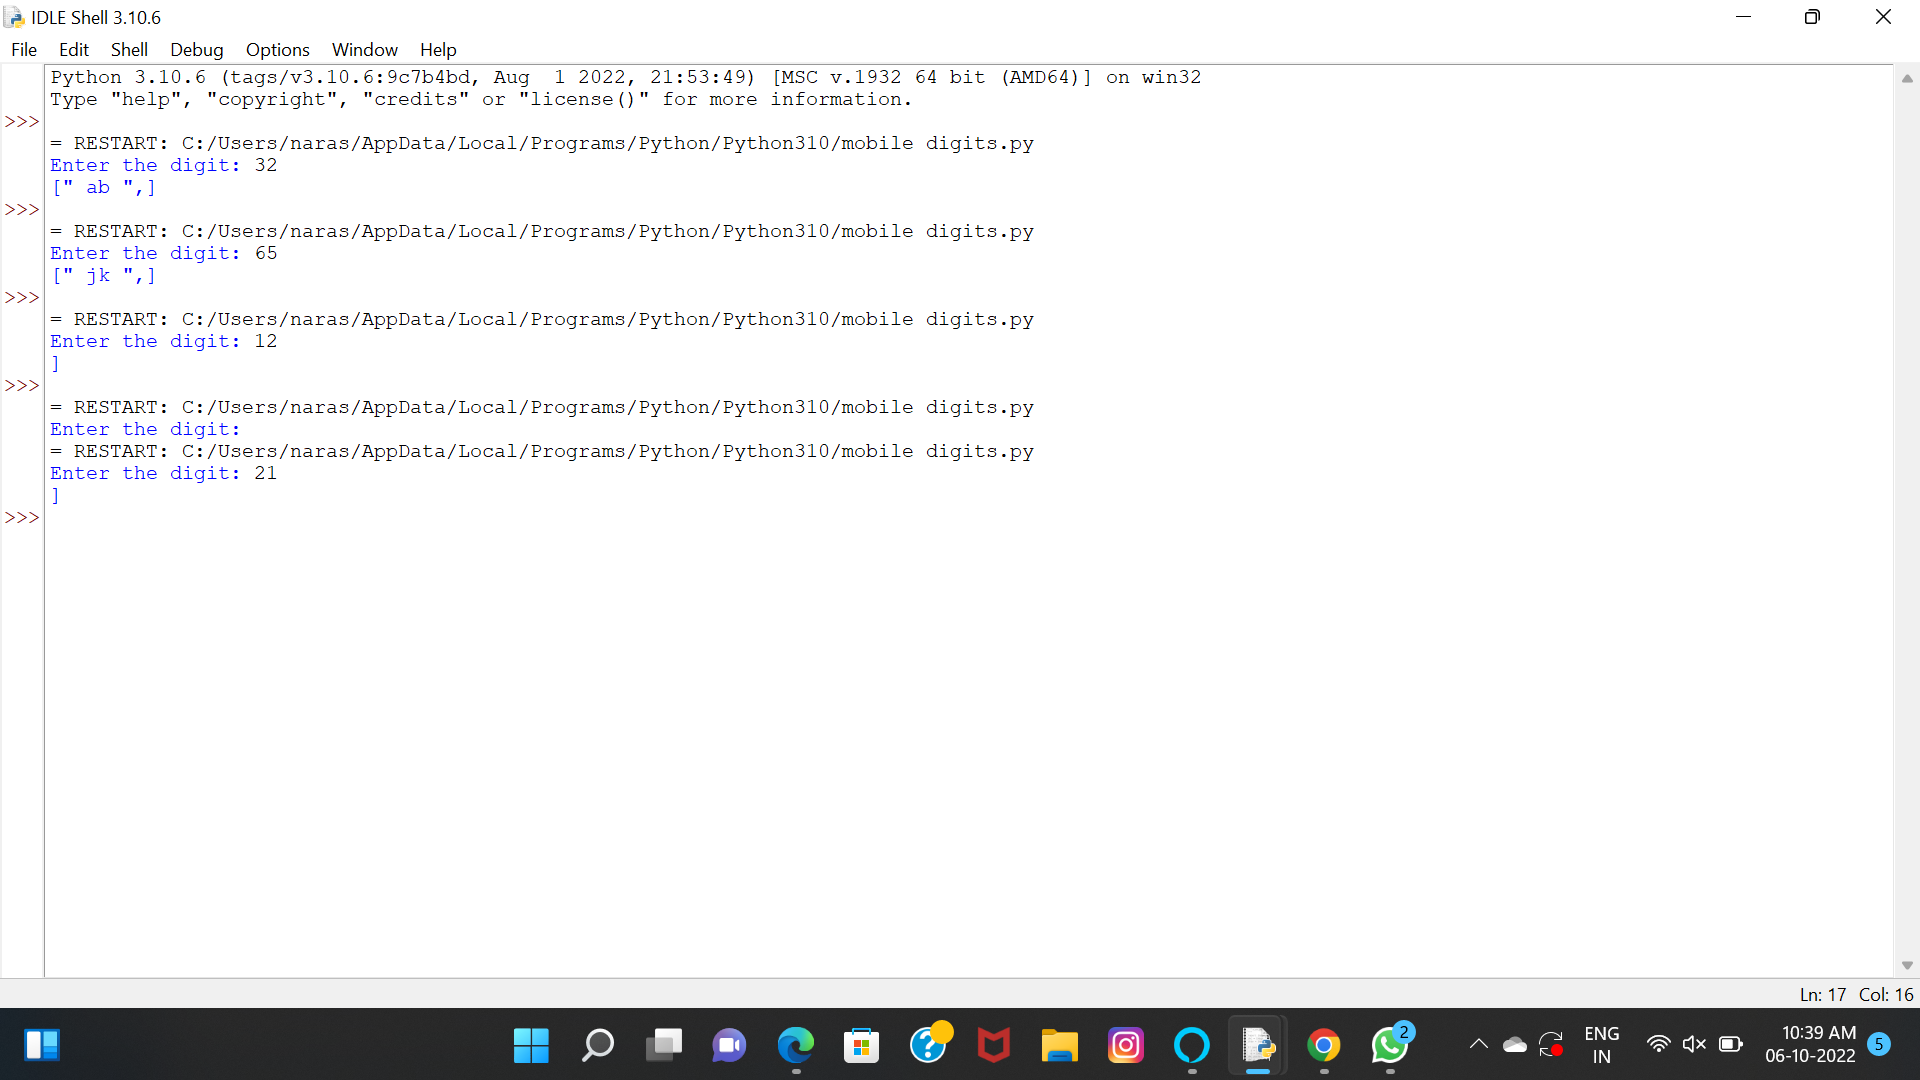 IDLE Shell 3.10.6
File Edit Shell Debug Options Window Help
Python 3.10.6 (tags/v3.10.6:9c7b4bd, Aug  1 2022, 21:53:49) [MSC v.1932 64 bit (AMD64)] on win32
Type "help", "copyright", "credits" or "license()" for more information.
>>>
= RESTART: C:/Users/naras/AppData/Local/Programs/Python/Python310/mobile digits.py
Enter the digit: 32
[" ab ",]
>>>
= RESTART: C:/Users/naras/AppData/Local/Programs/Python/Python310/mobile digits.py
Enter the digit: 65
[" jk ",]
>>>
= RESTART: C:/Users/naras/AppData/Local/Programs/Python/Python310/mobile digits.py
Enter the digit: 12
]
>>>
= RESTART: C:/Users/naras/AppData/Local/Programs/Python/Python310/mobile digits.py
Enter the digit:
= RESTART: C:/Users/naras/AppData/Local/Programs/Python/Python310/mobile digits.py
Enter the digit: 21
]
>>>
Ln: 17 Col: 16
2
ENG
IN
10:39 AM
06-10-2022
5